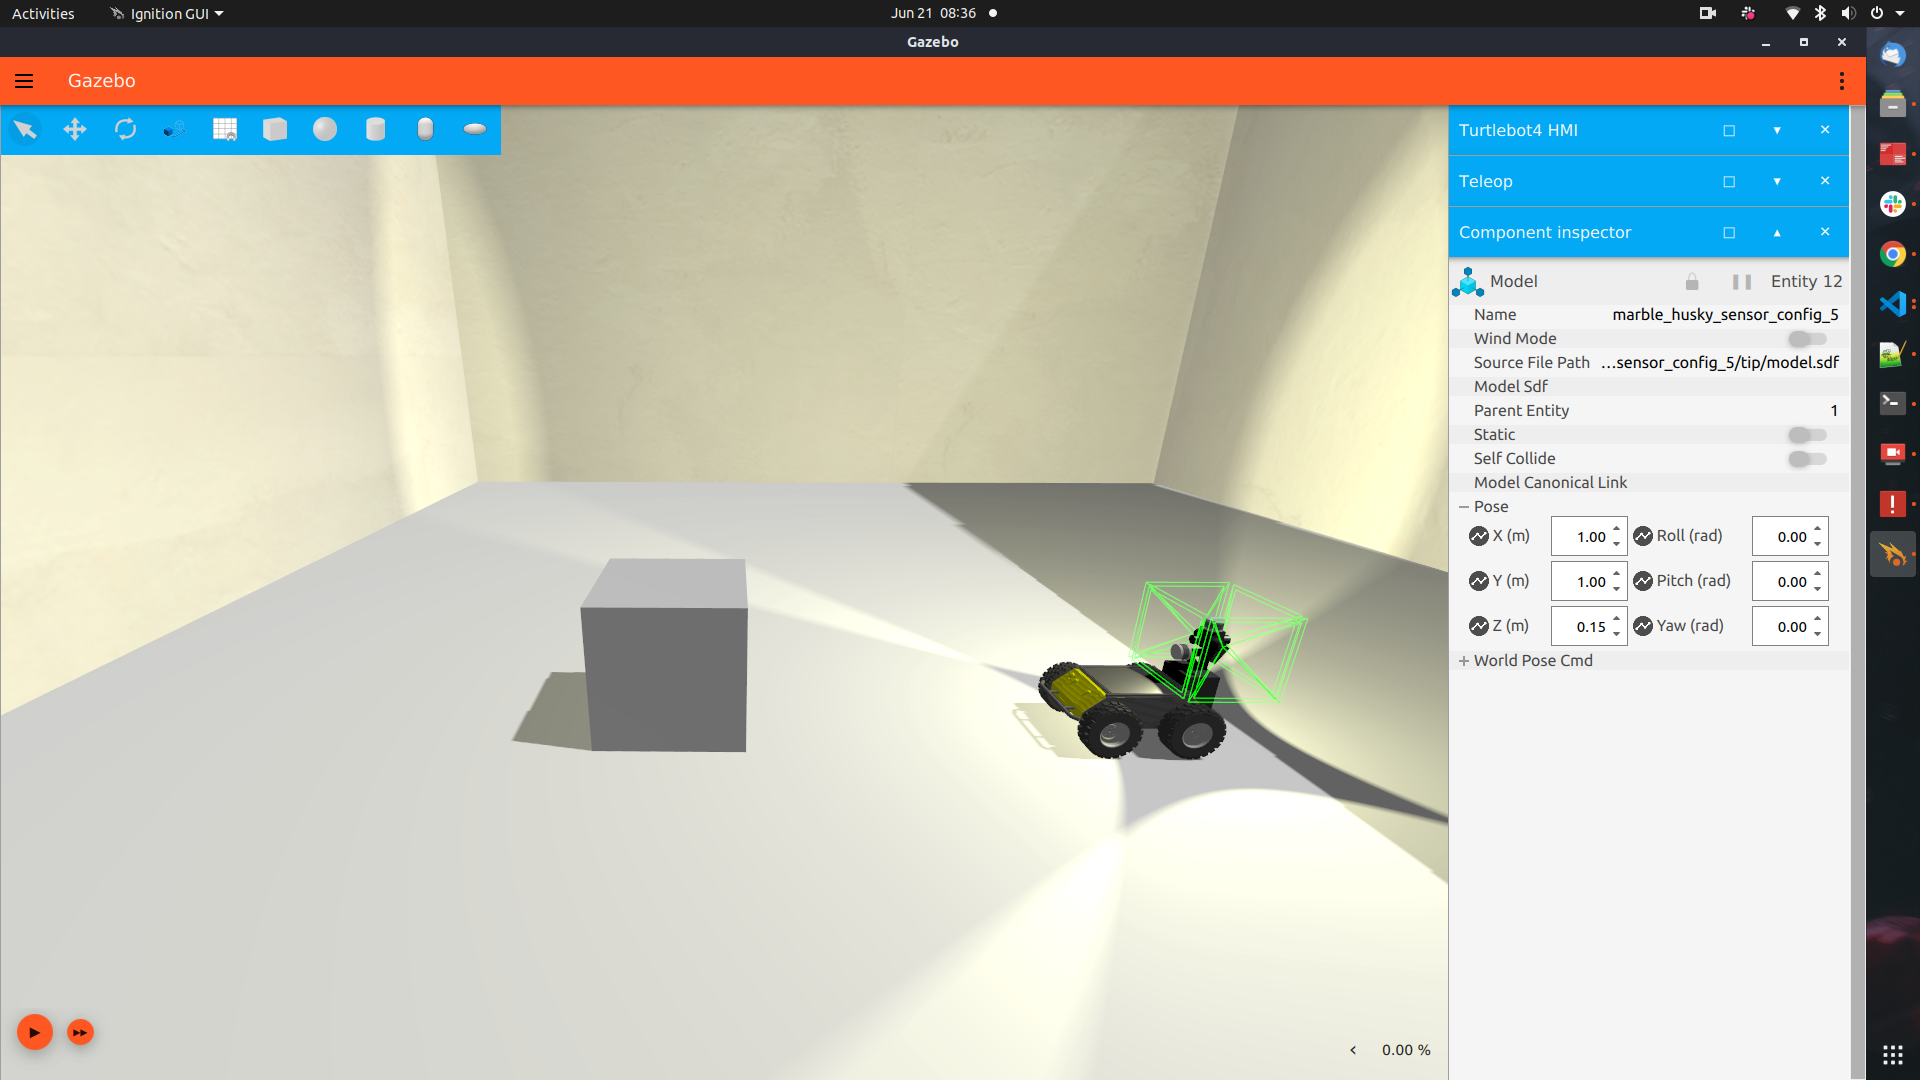 Activities
Ignition GUI
Jun 21 08:36
Gazebo
Gazebo
Turtlebot4 HMI
Teleop
Component inspector
Model
Entity 12
Name
marble_husky_sensor_config_5
Wind Mode
Source File Path
...sensor_config_5/tip/model.sdf
Model Sdf
Parent Entity
1
Static
Self Collide
Model Canonical Link
Pose
X (m)
1.00
Roll (rad)
0.00
Y (m)
1.00
Pitch (rad)
0.00
Z (m)
0.15
Yaw (rad)
0.00
World Pose Cmd
0.00 %